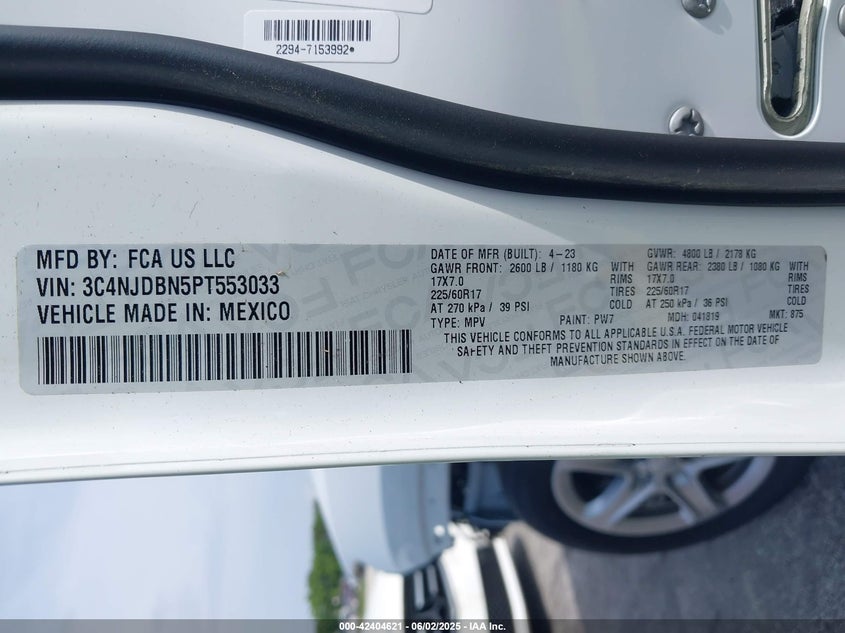 2294-7153992*
MFD BY: FCA US LLC
VIN: 3C4NJDBN5PT553033
VEHICLE MADE IN: MEXICO
DATE OF MFR (BUILT): 4-23 GVWR: 4800 LB / 2178 KG
GAWR FRONT: 2600 LB / 1180 KG WITH GAWR REAR: 2380 LB / 1080 KG WITH
17X7.0 RIMS 17X7.0 RIMS
225/60R17 TIRES 225/60R17 TIRES
AT 270 kPa / 39 PSI COLD AT 250 kPa / 36 PSI COLD
TYPE: MPV PAINT: PW7 MDH: 041819 MKT: 875
THIS VEHICLE CONFORMS TO ALL APPLICABLE U.S.A. FEDERAL MOTOR VEHICLE
SAFETY AND THEFT PREVENTION STANDARDS IN EFFECT ON THE DATE OF
MANUFACTURE SHOWN ABOVE.
000-42404621 - 06/02/2025 - IAA Inc.